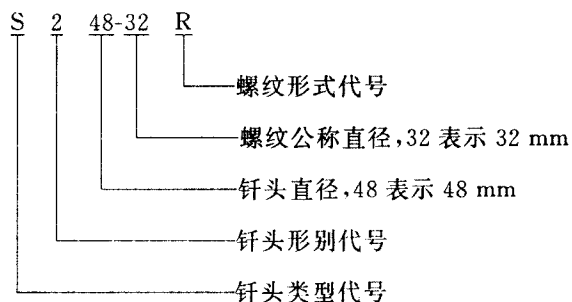 S 2 48-32 R
螺纹形式代号
螺纹公称直径,32 表示 32 mm
钎头直径,48 表示 48 mm
钎头形别代号
钎头类型代号